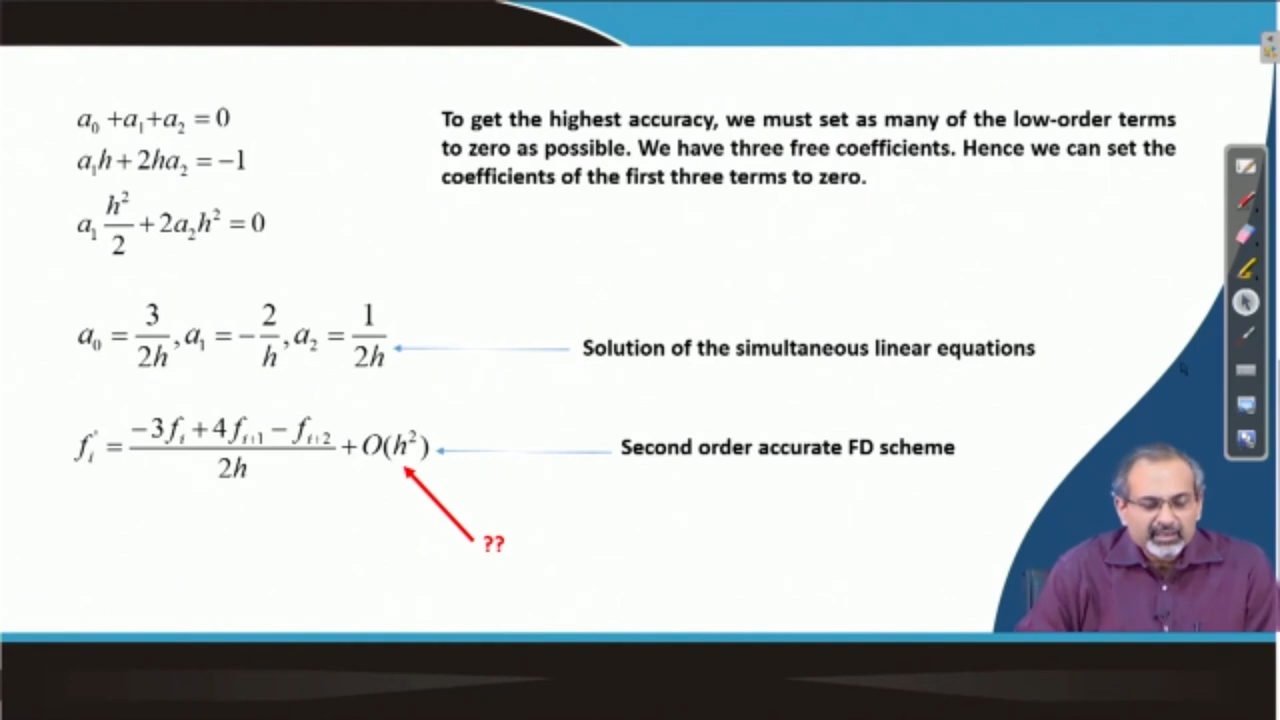 a₀ + a₁ + a₂ = 0
a₁h + 2ha₂ = −1
a₁ h²/2 + 2a₂h² = 0
To get the highest accuracy, we must set as many of the low-order terms
to zero as possible. We have three free coefficients. Hence we can set the
coefficients of the first three terms to zero.
a₀ = 3/2h, a₁ = −2/h, a₂ = 1/2h
Solution of the simultaneous linear equations
fᵢ' = (−3fᵢ + 4fᵢ₊₁ − fᵢ₊₂)/2h + O(h²)
Second order accurate FD scheme
??